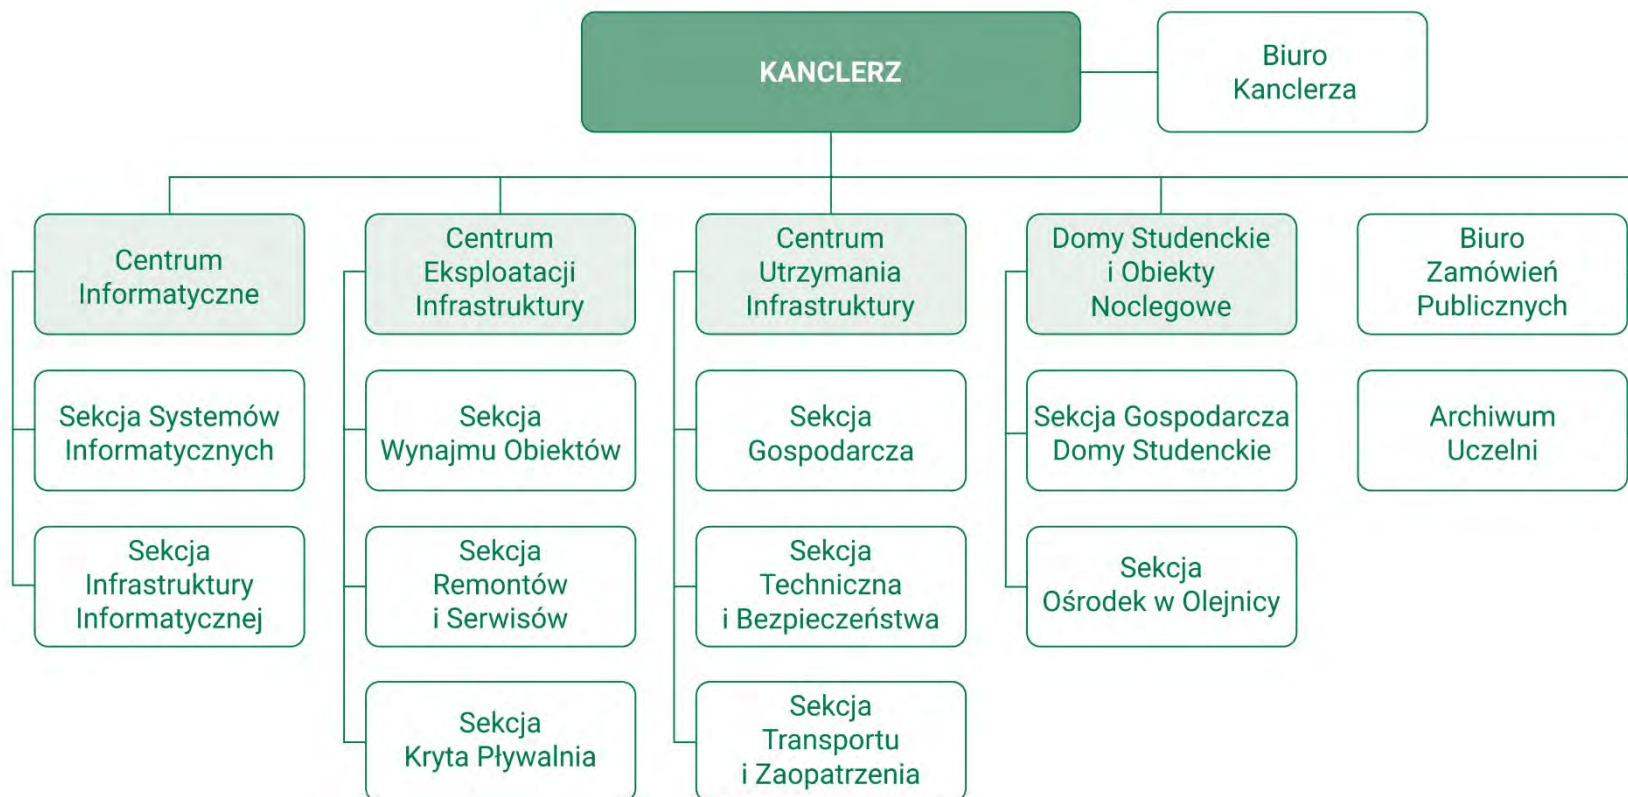 KANCLERZ
Biuro
Kanclerza
Centrum
Informatyczne
Centrum
Eksploatacji
Infrastruktury
Centrum
Utrzymania
Infrastruktury
Domy Studenckie
i Obiekty
Noclegowe
Biuro
Zamówień
Publicznych
Sekcja Systemów
Informatycznych
Sekcja
Wynajmu Obiektów
Sekcja
Gospodarcza
Sekcja Gospodarcza
Domy Studenckie
Archiwum
Uczelni
Sekcja
Infrastruktury
Informatycznej
Sekcja
Remontów
i Serwisów
Sekcja
Techniczna
i Bezpieczeństwa
Sekcja
Ośrodek w Olejnicy
Sekcja
Kryta Pływalnia
Sekcja
Transportu
i Zaopatrzenia